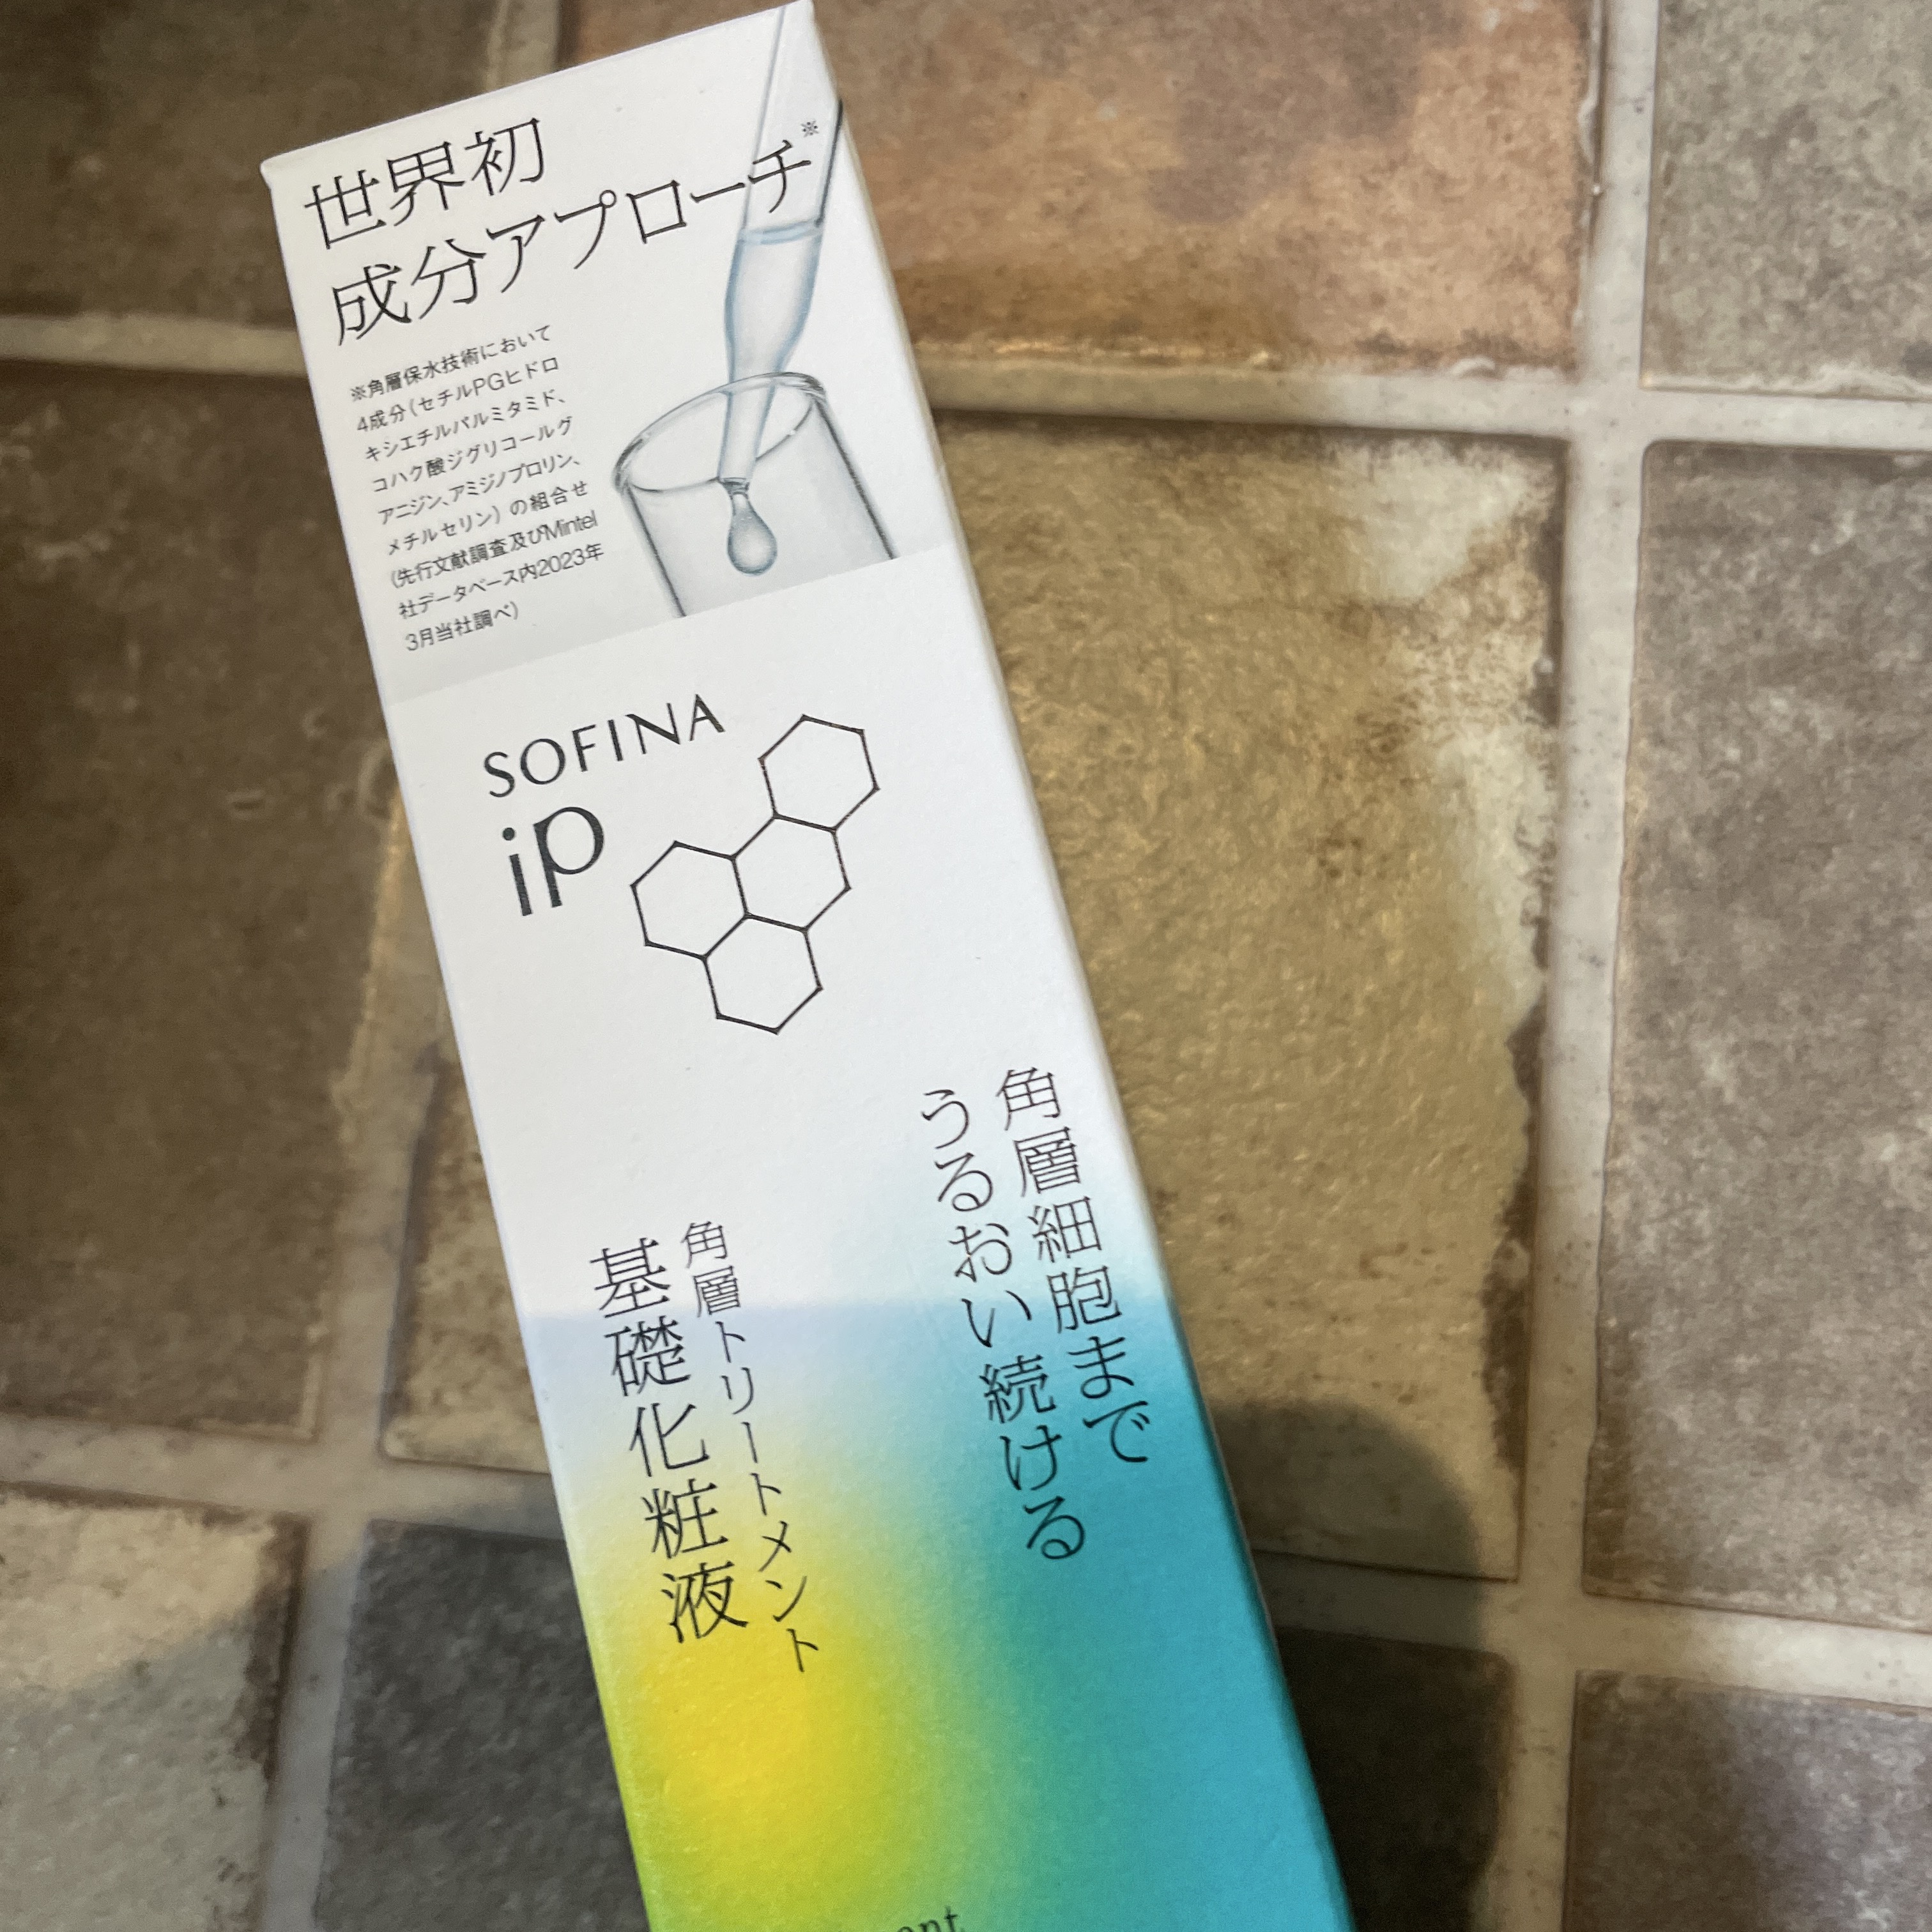 世界初
成分アプローチ※
※角層保水技術において
4成分(セチルPGヒドロ
キシエチルパルミタミド、
コハク酸ジグリコールグ
アニジン、アミジノプロリン、
メチルセリン)の組合せ
(先行文献調査及びMintel
社データベース内2023年
3月当社調べ)
SOFINA
iP
角層細胞まで
うるおい続ける
角層トリートメント
基礎化粧液